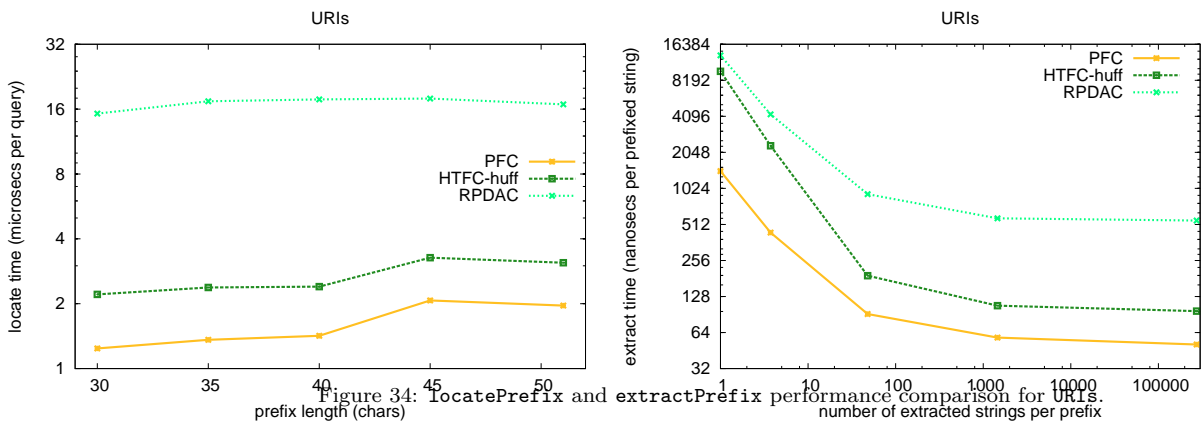 URIs
32
16
8
4
2
1
locate time (microsecs per query)
PFC
HTFC-huff
RPDAC
30 35 40 45 50
prefix length (chars)
URIs
16384
8192
4096
2048
1024
512
256
128
64
32
extract time (nanosecs per prefixed string)
PFC
HTFC-huff
RPDAC
1 10 100 1000 10000 100000
number of extracted strings per prefix
Figure 34: locatePrefix and extractPrefix performance comparison for URIs.